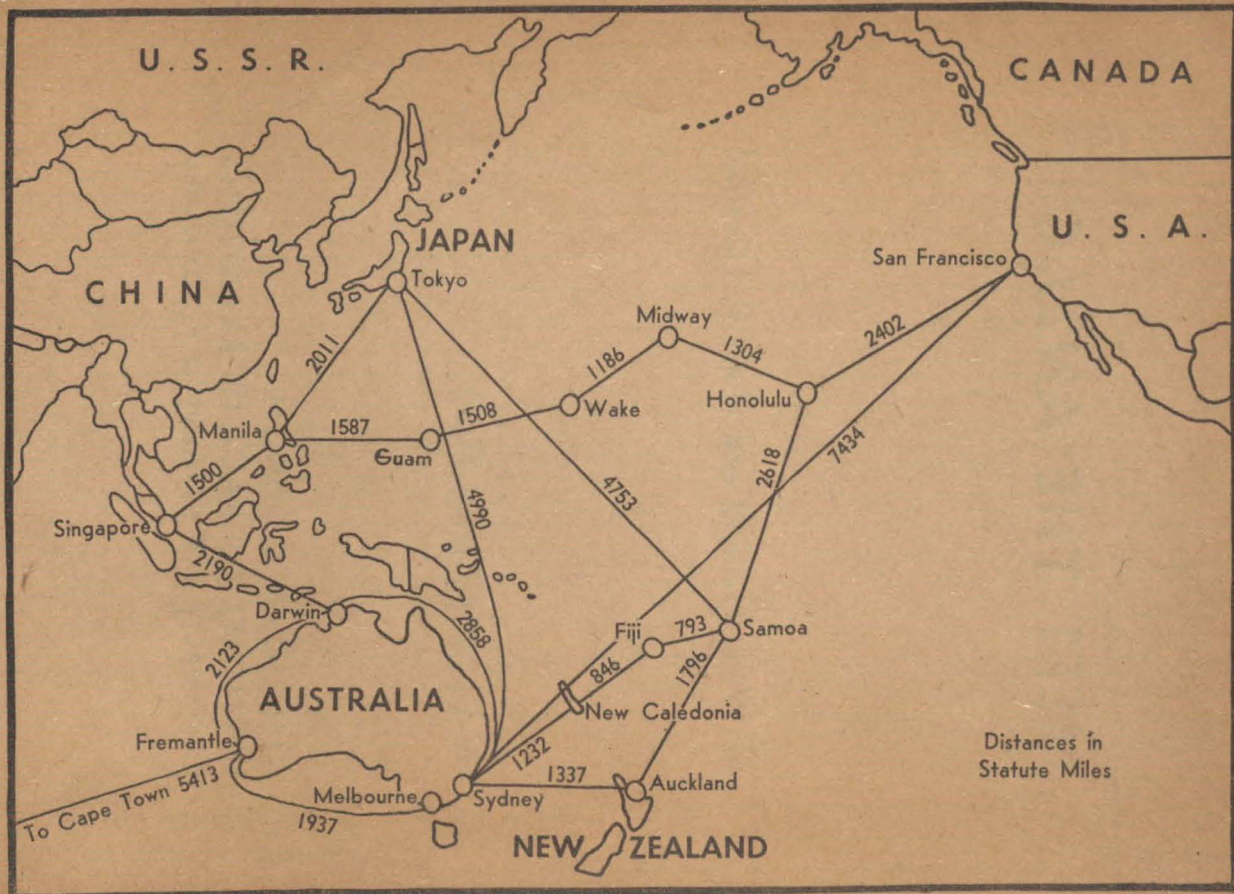 U.S.S.R.
CANADA
JAPAN
U.S.A.
San Francisco
Tokyo
CHINA
Midway
2402
1304
2011
1186
Honolulu
Wake
1508
Manila
1587
Guam
7434
2618
1500
4753
4990
Singapore
2190
Darwin
2858
Fiji
793
Samoa
2123
846
1796
AUSTRALIA
New Calédonia
Fremantle
1232
Distances in
Statute Miles
To Cape Town 5413
1337
Auckland
Melbourne
Sydney
1937
NEW ZEALAND